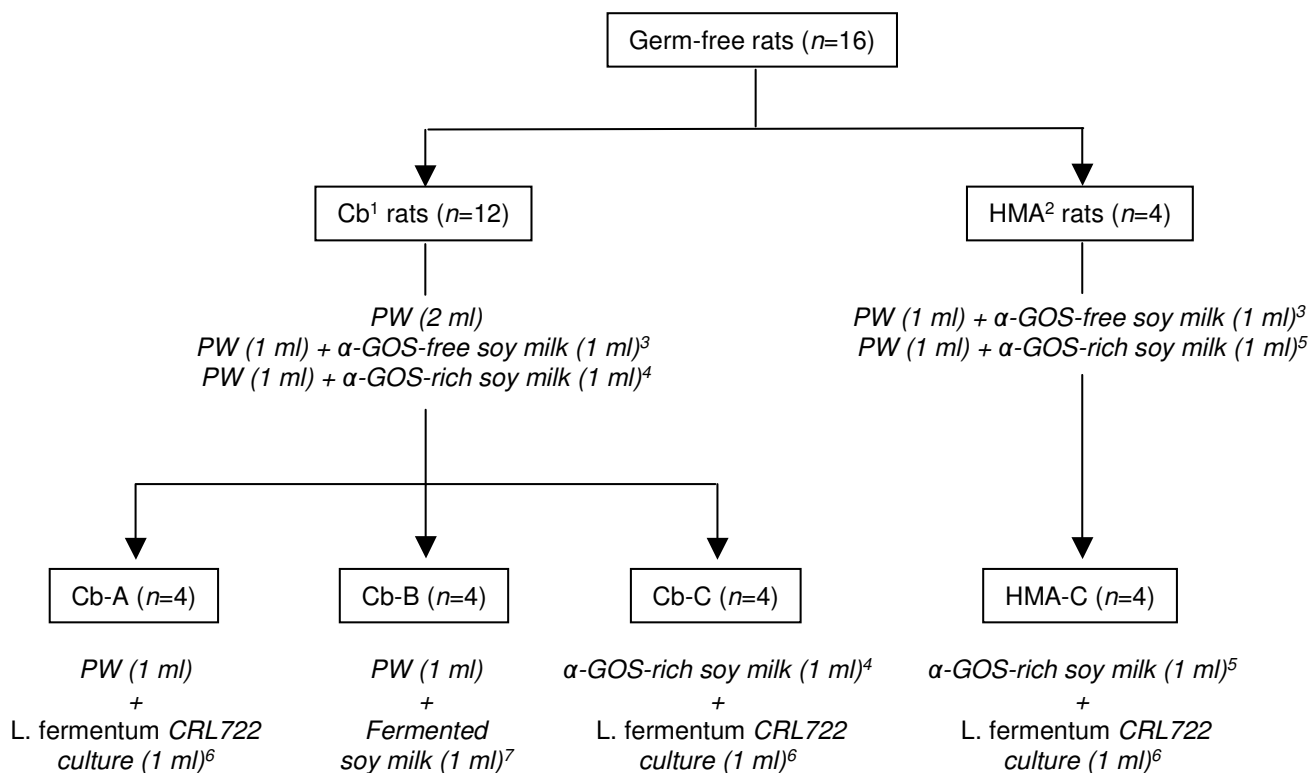 Germ-free rats (n=16)
Cb¹ rats (n=12)
HMA² rats (n=4)
PW (2 ml)
PW (1 ml) + α-GOS-free soy milk (1 ml)³
PW (1 ml) + α-GOS-rich soy milk (1 ml)⁴
PW (1 ml) + α-GOS-free soy milk (1 ml)³
PW (1 ml) + α-GOS-rich soy milk (1 ml)⁵
Cb-A (n=4)
Cb-B (n=4)
Cb-C (n=4)
HMA-C (n=4)
PW (1 ml)
+
L. fermentum CRL722
culture (1 ml)⁶
PW (1 ml)
+
Fermented
soy milk (1 ml)⁷
α-GOS-rich soy milk (1 ml)⁴
+
L. fermentum CRL722
culture (1 ml)⁶
α-GOS-rich soy milk (1 ml)⁵
+
L. fermentum CRL722
culture (1 ml)⁶